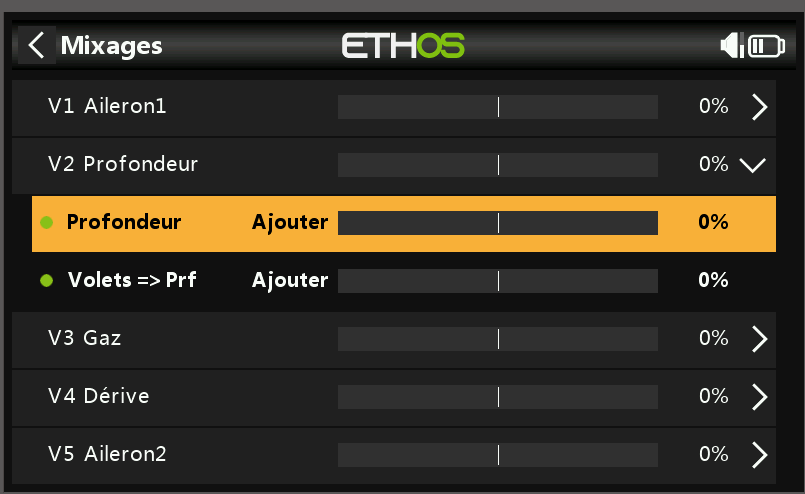 Mixages ETHOS
V1 Aileron1 0%
V2 Profondeur 0%
Profondeur Ajouter 0%
Volets => Prf Ajouter 0%
V3 Gaz 0%
V4 Dérive 0%
V5 Aileron2 0%